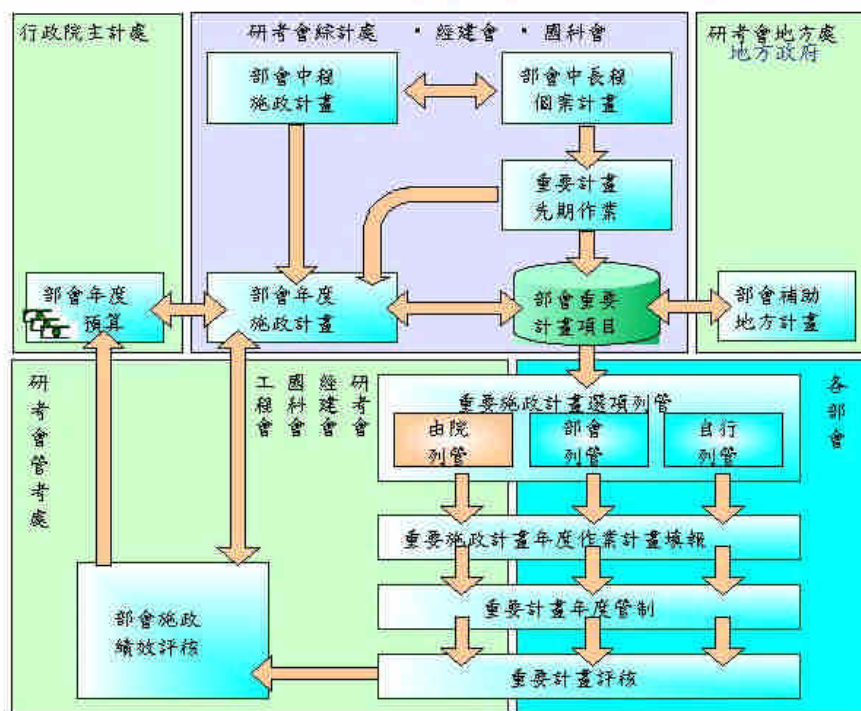 行政院主計處
研考會綜計處 ・經建會・國科會
研考會地方處
地方政府
部會中程
施政計畫
部會中長程
個案計畫
重要計畫
先期作業
部會年度
預算
部會年度
施政計畫
部會重要
計畫項目
部會補助
地方計畫
研考會管考處
工程會
國科會
經建會
研考會
各部會
重要施政計畫選項列管
由院
列管
部會
列管
自行
列管
重要施政計畫年度作業計畫填報
重要計畫年度管制
重要計畫評核
部會施政
績效評核